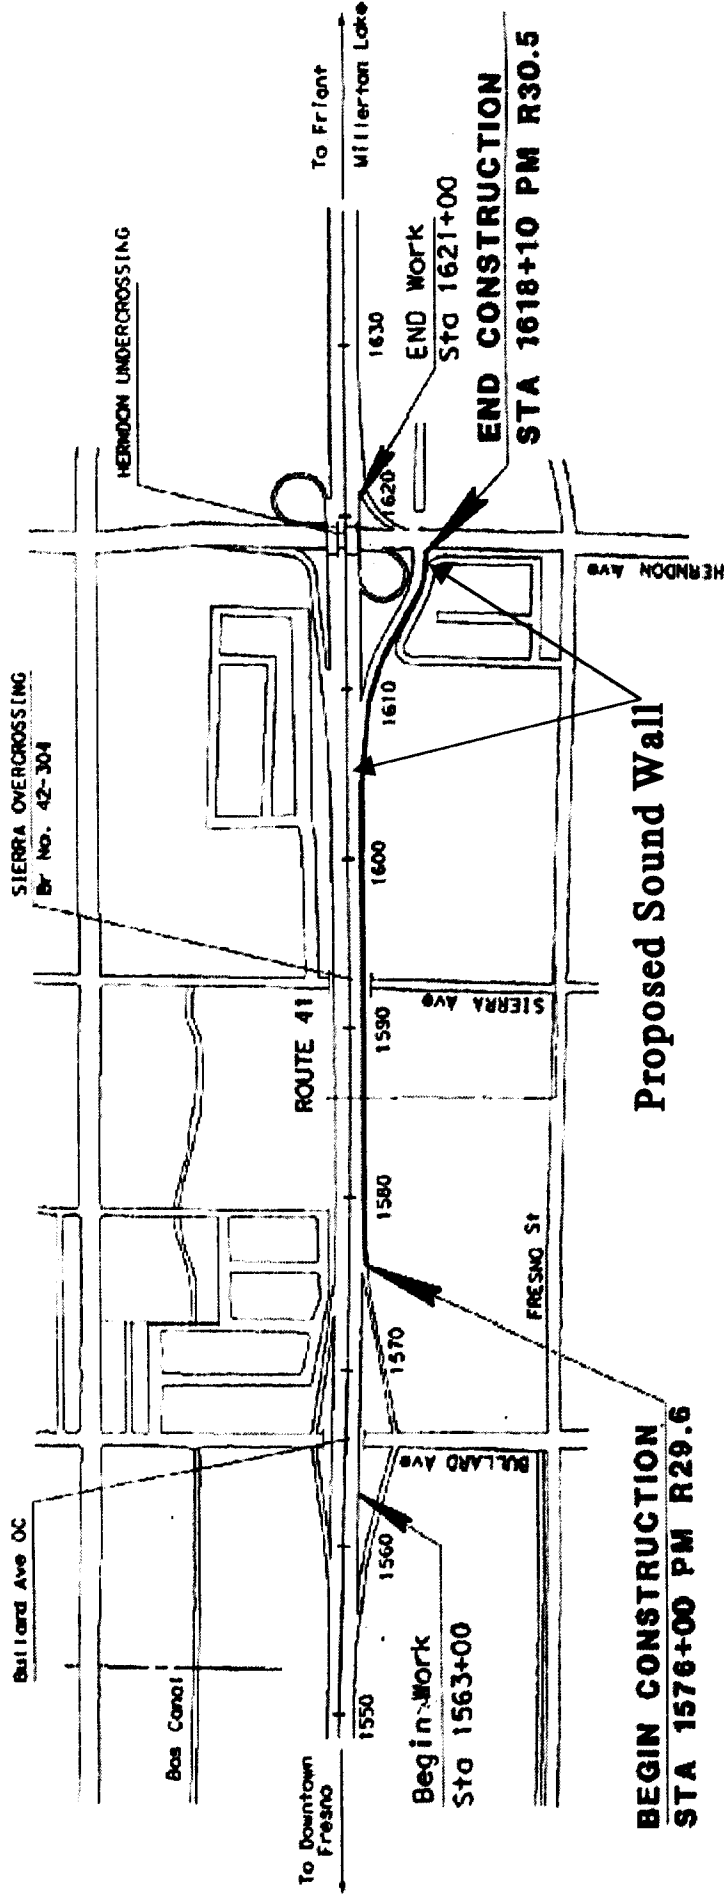 Bullard Ave OC
SIERRA OVERCROSSING
Br No. 42-304
HERNDON UNDERCROSSING
Bas Canal
To Downtown
Fresno
To Friant
Millerton Lake
ROUTE 41
1550
1560
1570
1580
1590
1600
1610
1620
1630
Begin Work
Sta 1563+00
END Work
Sta 1621+00
BULLARD Ave
SIERRA Ave
HERNDON Ave
FRESNO St
BEGIN CONSTRUCTION
STA 1576+00 PM R29.6
Proposed Sound Wall
END CONSTRUCTION
STA 1618+10 PM R30.5